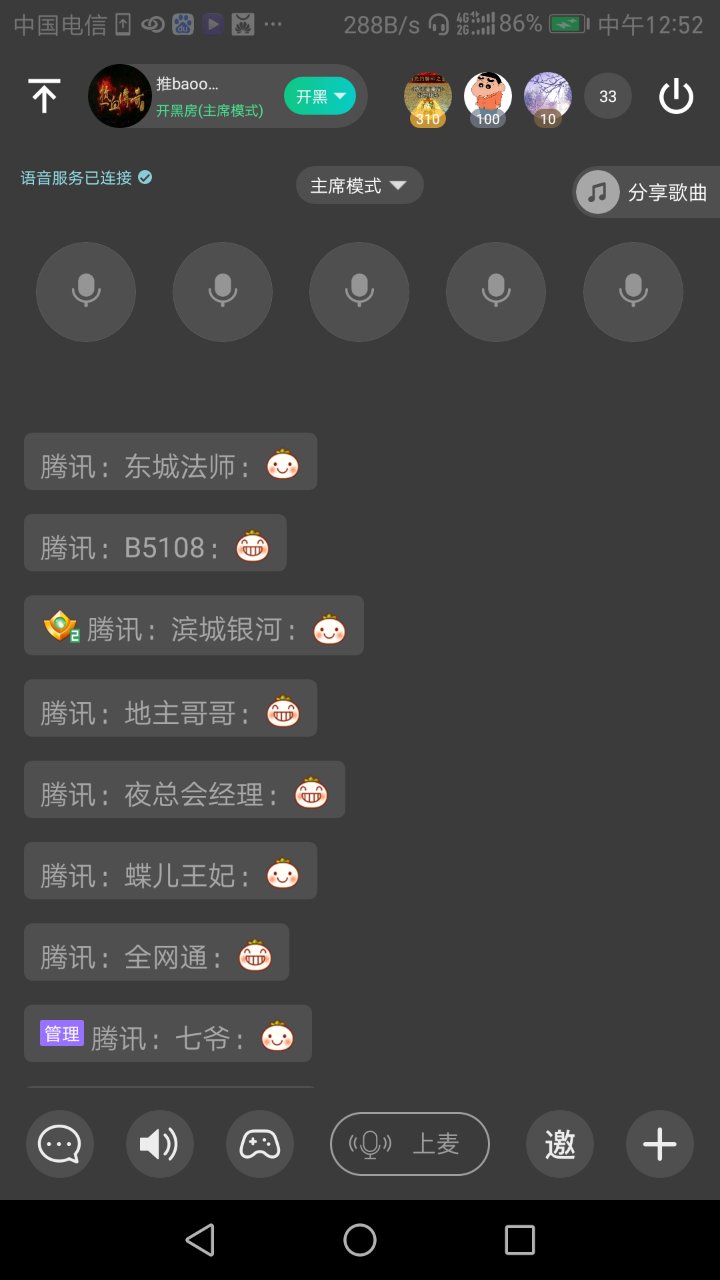 中国电信 ··· 288B/s 4G 2G 86% 中午12:52
推baoo...
开黑房(主席模式)
开黑
310
100
10
33
语音服务已连接
主席模式
分享歌曲
腾讯：东城法师：
腾讯：B5108：
2 腾讯：滨城银河：
腾讯：地主哥哥：
腾讯：夜总会经理：
腾讯：蝶儿王妃：
腾讯：全网通：
管理 腾讯：七爷：
上麦
邀